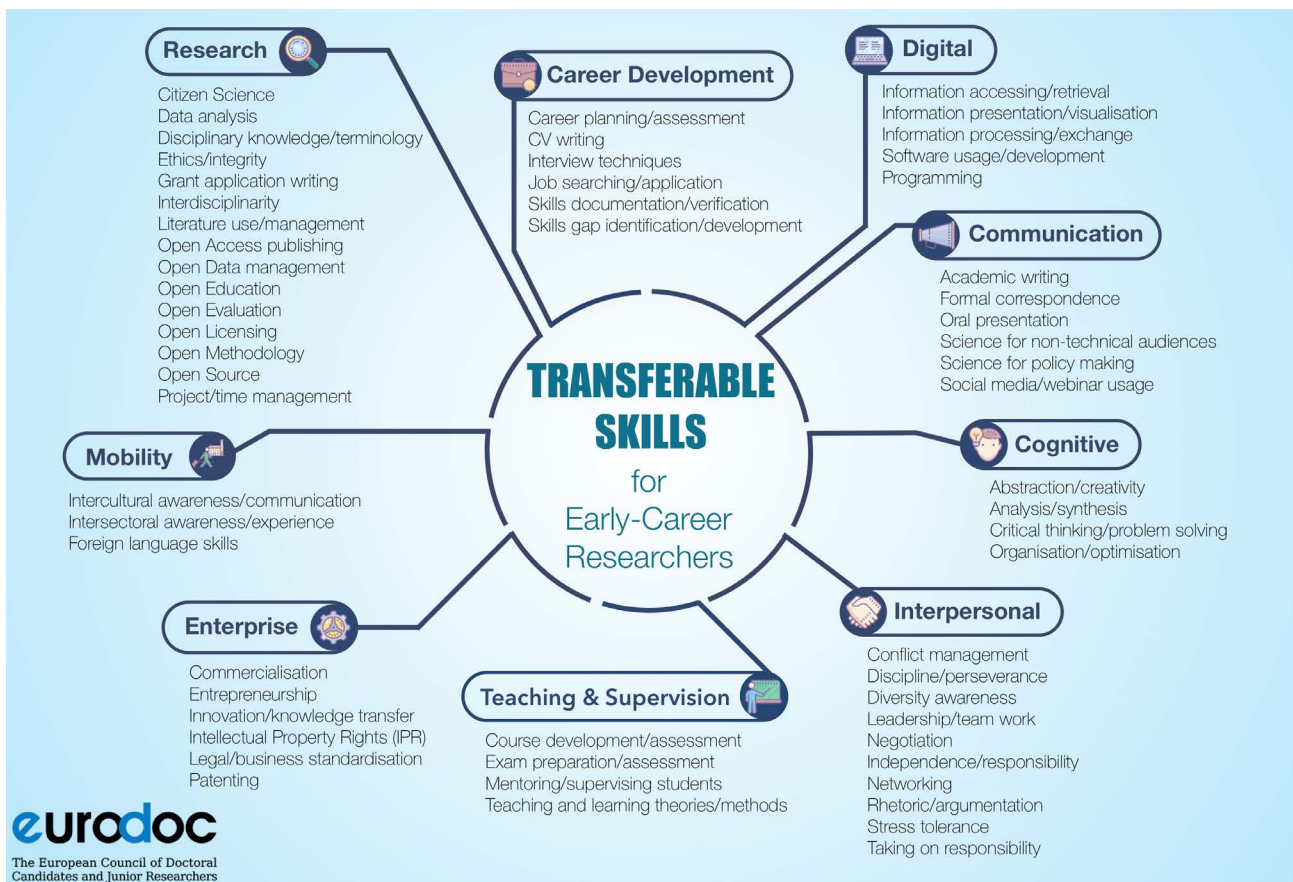 Research
Citizen Science
Data analysis
Disciplinary knowledge/terminology
Ethics/integrity
Grant application writing
Interdisciplinarity
Literature use/management
Open Access publishing
Open Data management
Open Education
Open Evaluation
Open Licensing
Open Methodology
Open Source
Project/time management
Career Development
Career planning/assessment
CV writing
Interview techniques
Job searching/application
Skills documentation/verification
Skills gap identification/development
Digital
Information accessing/retrieval
Information presentation/visualisation
Information processing/exchange
Software usage/development
Programming
Communication
Academic writing
Formal correspondence
Oral presentation
Science for non-technical audiences
Science for policy making
Social media/webinar usage
TRANSFERABLE
SKILLS
for
Early-Career
Researchers
Mobility
Intercultural awareness/communication
Intersectoral awareness/experience
Foreign language skills
Cognitive
Abstraction/creativity
Analysis/synthesis
Critical thinking/problem solving
Organisation/optimisation
Enterprise
Commercialisation
Entrepreneurship
Innovation/knowledge transfer
Intellectual Property Rights (IPR)
Legal/business standardisation
Patenting
Teaching & Supervision
Course development/assessment
Exam preparation/assessment
Mentoring/supervising students
Teaching and learning theories/methods
Interpersonal
Conflict management
Discipline/perseverance
Diversity awareness
Leadership/team work
Negotiation
Independence/responsibility
Networking
Rhetoric/argumentation
Stress tolerance
Taking on responsibility
eurodoc
The European Council of Doctoral
Candidates and Junior Researchers